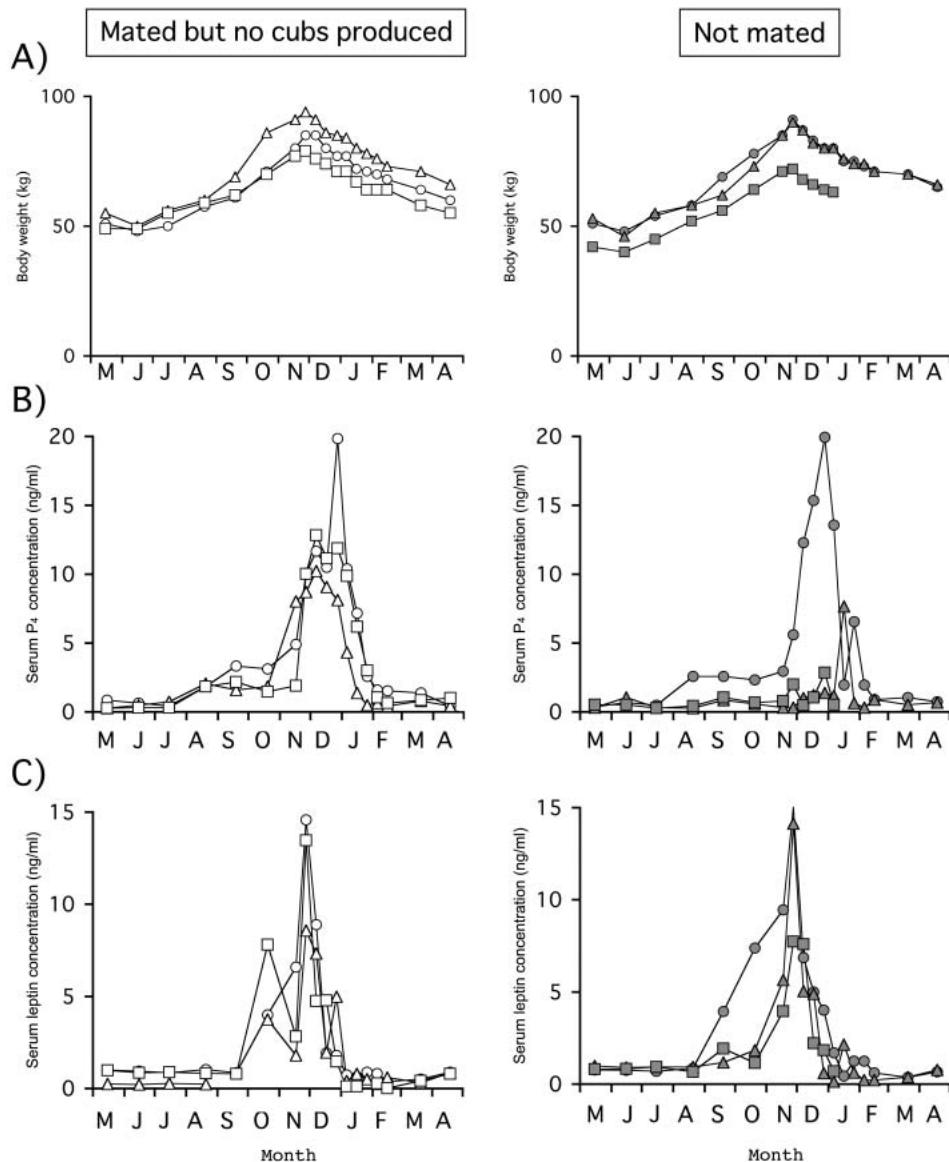 Mated but no cubs produced
Not mated
A)
Body weight (kg)
100
50
0
M J J A S O N D J F M A
Body weight (kg)
100
50
0
M J J A S O N D J F M A
B)
Serum P₄ concentration (ng/ml)
20
15
10
5
0
M J J A S O N D J F M A
Serum P₄ concentration (ng/ml)
20
15
10
5
0
M J J A S O N D J F M A
C)
Serum leptin concentration (ng/ml)
15
10
5
0
M J J A S O N D J F M A
Month
Serum leptin concentration (ng/ml)
15
10
5
0
M J J A S O N D J F M A
Month